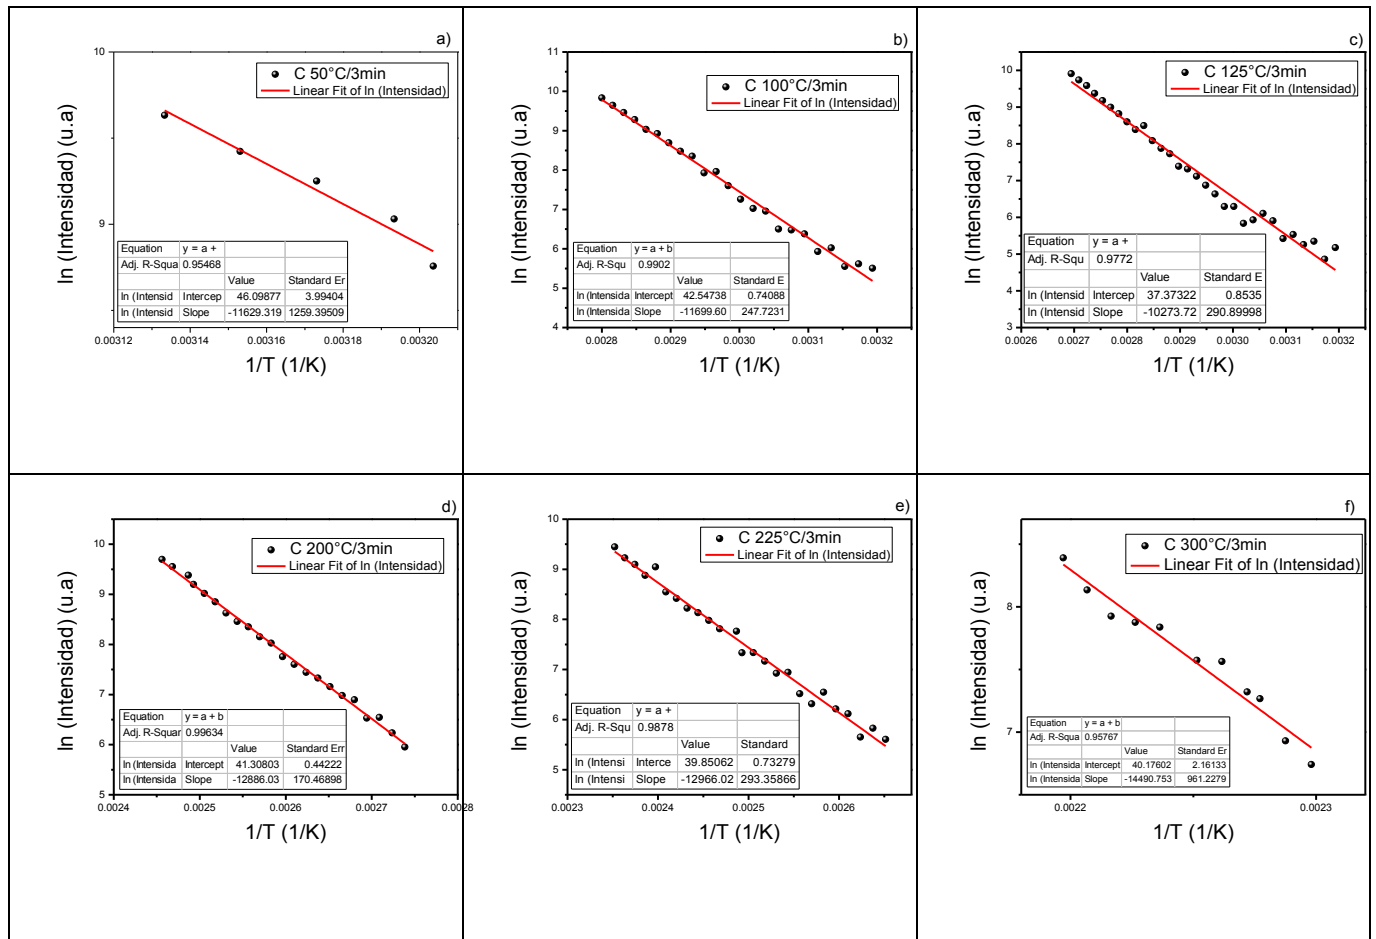 a)
C 50°C/3min
Linear Fit of ln (Intensidad)
ln (Intensidad) (u.a)
10
9
Equation y = a +
Adj. R-Squa 0.95468
Value Standard Er
ln (Intensid Intercep 46.09877 3.99404
ln (Intensid Slope -11629.319 1259.39509
0.00312 0.00314 0.00316 0.00318 0.00320
1/T (1/K)
b)
C 100°C/3min
Linear Fit of ln (Intensidad)
ln (Intensidad) (u.a)
11
10
9
8
7
6
5
4
Equation y = a + b
Adj. R-Squ 0.9902
Value Standard E
ln (Intensida Intercept 42.54738 0.74088
ln (Intensida Slope -11699.60 247.7231
0.0028 0.0029 0.0030 0.0031 0.0032
1/T (1/K)
c)
C 125°C/3min
Linear Fit of ln (Intensidad)
ln (Intensidad) (u.a)
10
9
8
7
6
5
4
3
Equation y = a +
Adj. R-Squ 0.9772
Value Standard E
ln (Intensid Intercep 37.37322 0.8535
ln (Intensid Slope -10273.72 290.89998
0.0026 0.0027 0.0028 0.0029 0.0030 0.0031 0.0032
1/T (1/K)
d)
C 200°C/3min
Linear Fit of ln (Intensidad)
ln (Intensidad) (u.a)
10
9
8
7
6
5
Equation y = a + b
Adj. R-Squar 0.99634
Value Standard Err
ln (Intensida Intercept 41.30803 0.44222
ln (Intensida Slope -12886.03 170.46898
0.0024 0.0025 0.0026 0.0027 0.0028
1/T (1/K)
e)
C 225°C/3min
Linear Fit of ln (Intensidad)
ln (Intensidad) (u.a)
10
9
8
7
6
5
Equation y = a +
Adj. R-Squ 0.9878
Value Standard
ln (Intensi Interce 39.85062 0.73279
ln (Intensi Slope -12966.02 293.35866
0.0023 0.0024 0.0025 0.0026
1/T (1/K)
f)
C 300°C/3min
Linear Fit of ln (Intensidad)
ln (Intensidad) (u.a)
8
7
Equation y = a + b
Adj. R-Squa 0.95767
Value Standard Er
ln (Intensida Intercept 40.17602 2.16133
ln (Intensida Slope -14490.753 961.2279
0.0022 0.0023
1/T (1/K)